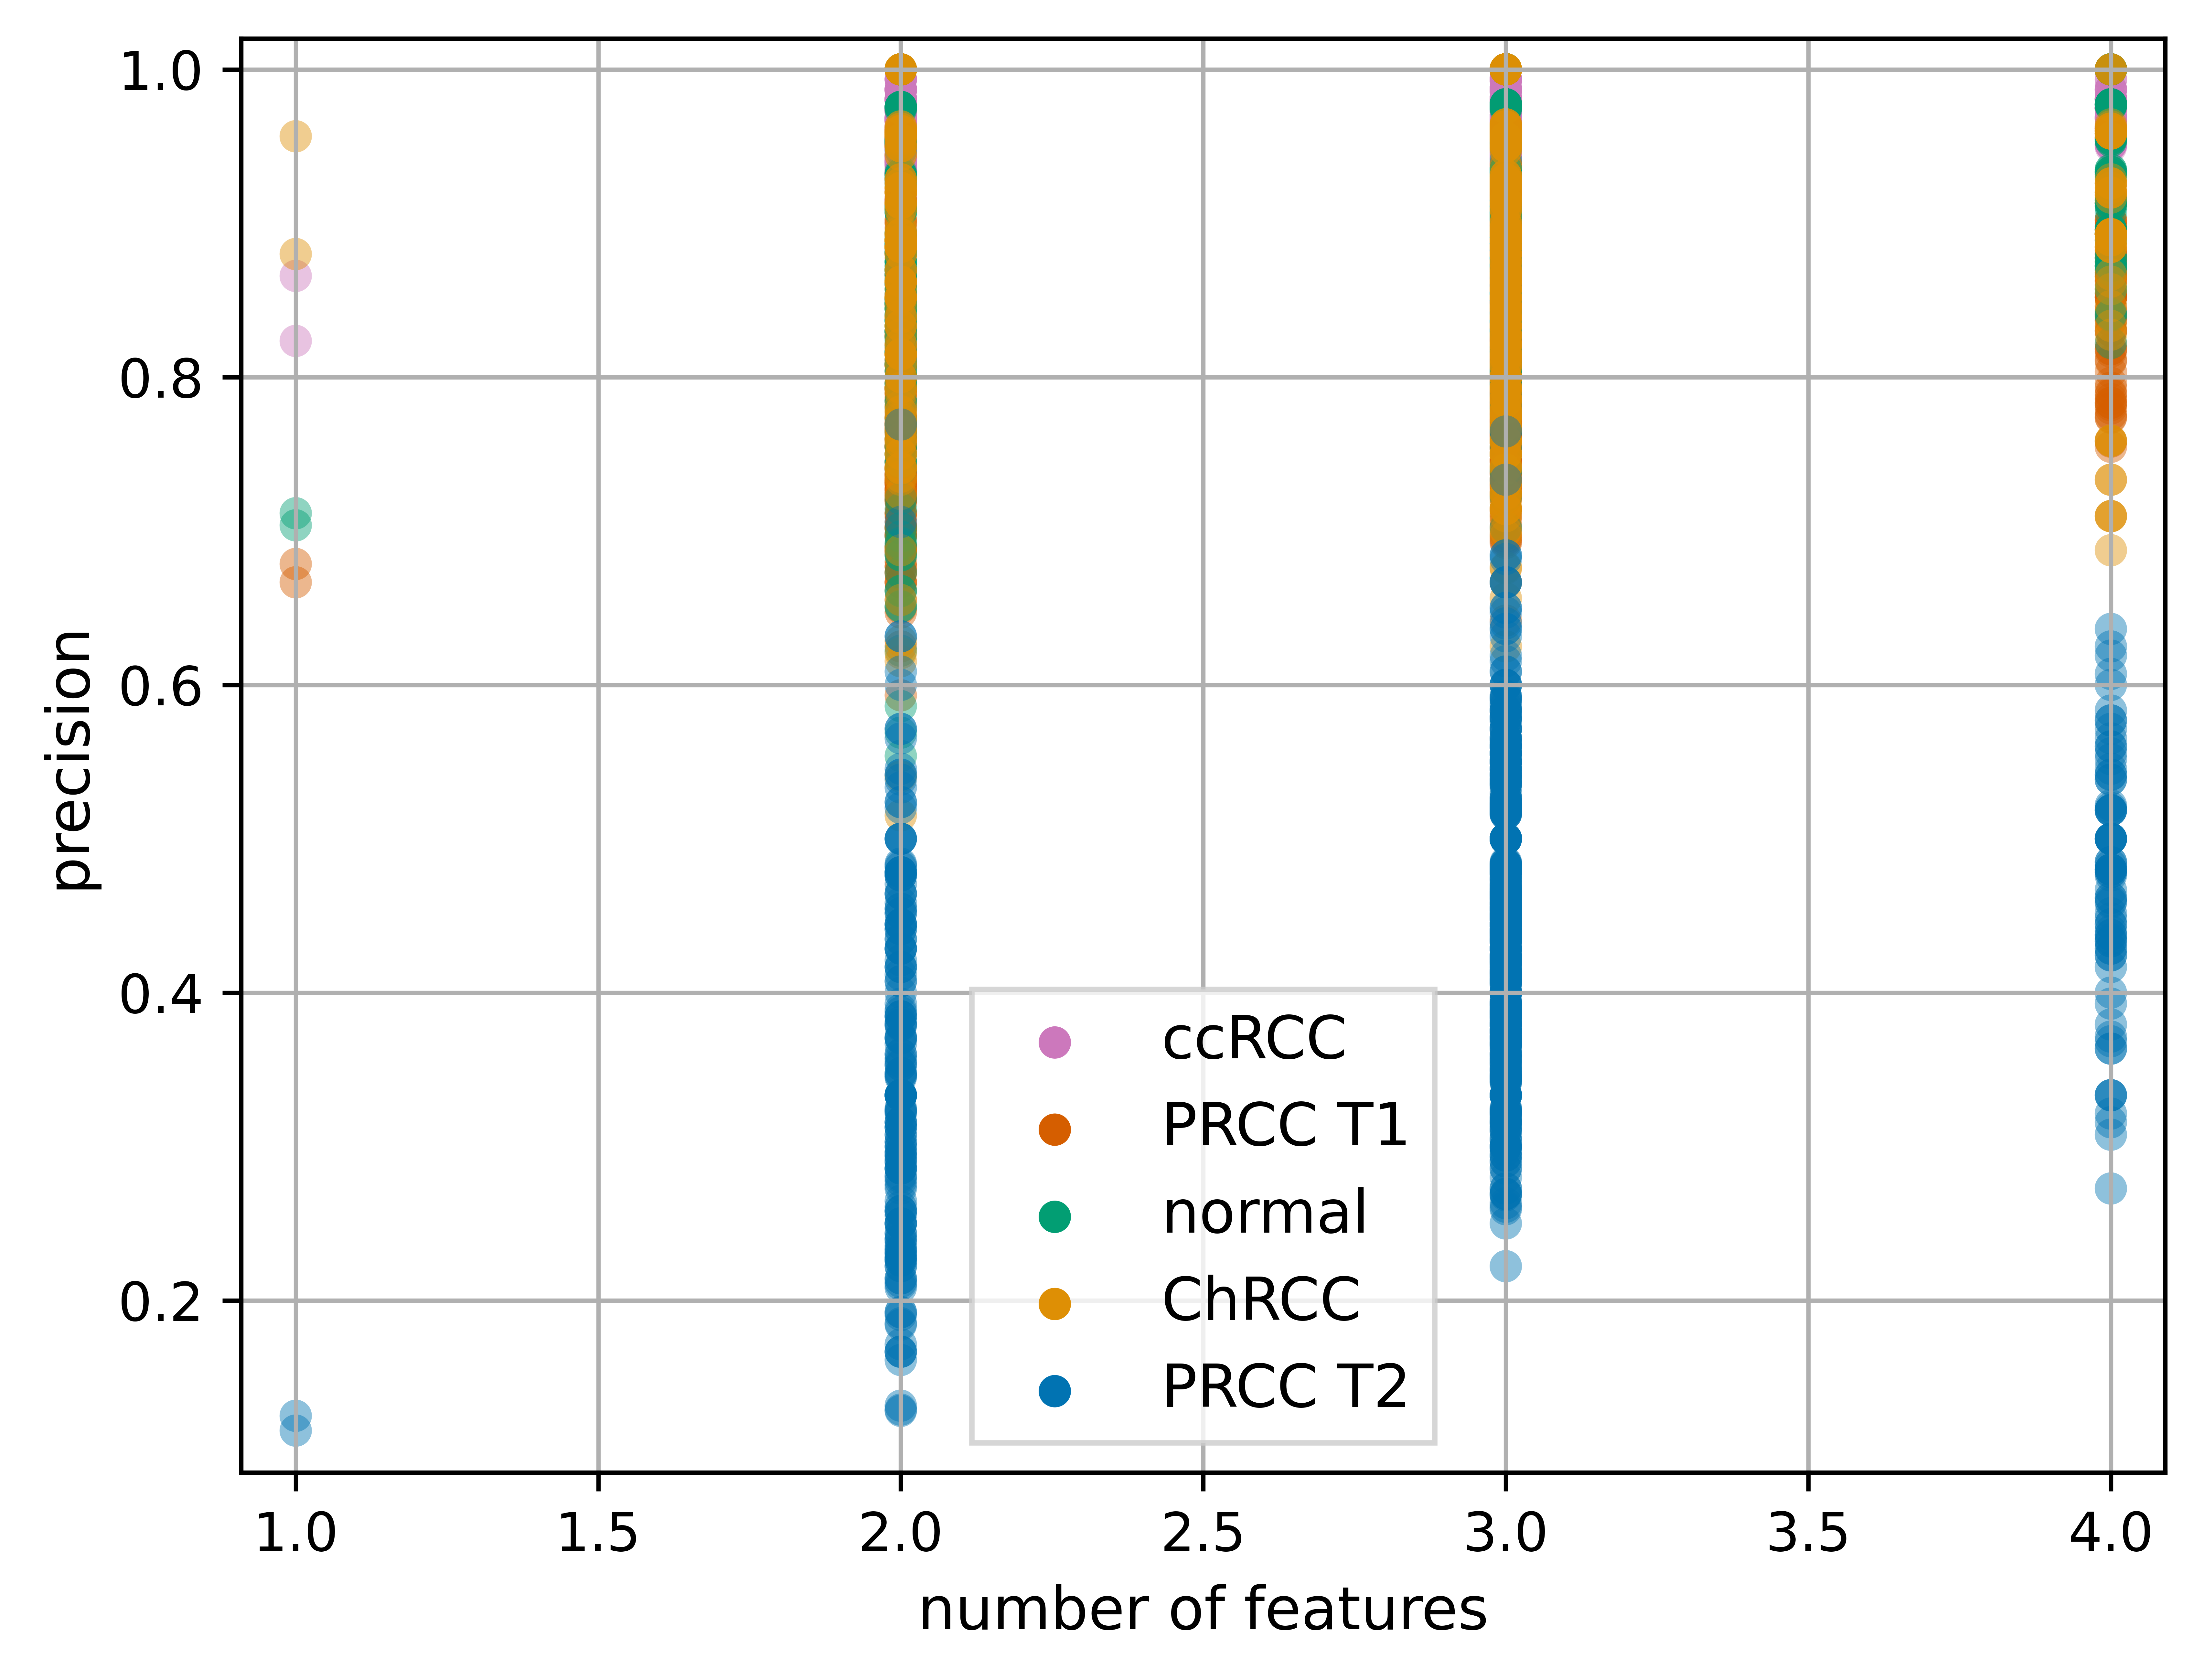 precision
1.0
0.8
0.6
0.4
0.2
ccRCC
PRCC T1
normal
ChRCC
PRCC T2
1.0 1.5 2.0 2.5 3.0 3.5 4.0
number of features